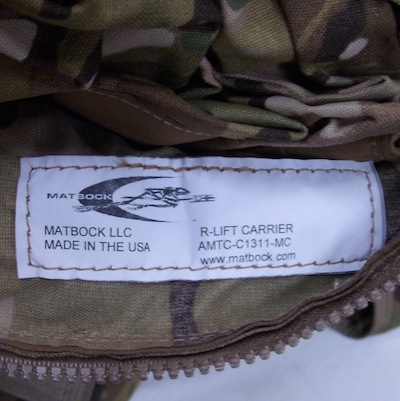 MATBOCK
MATBOCK LLC
MADE IN THE USA
R-LIFT CARRIER
AMTC-C1311-MC
www.matbock.com